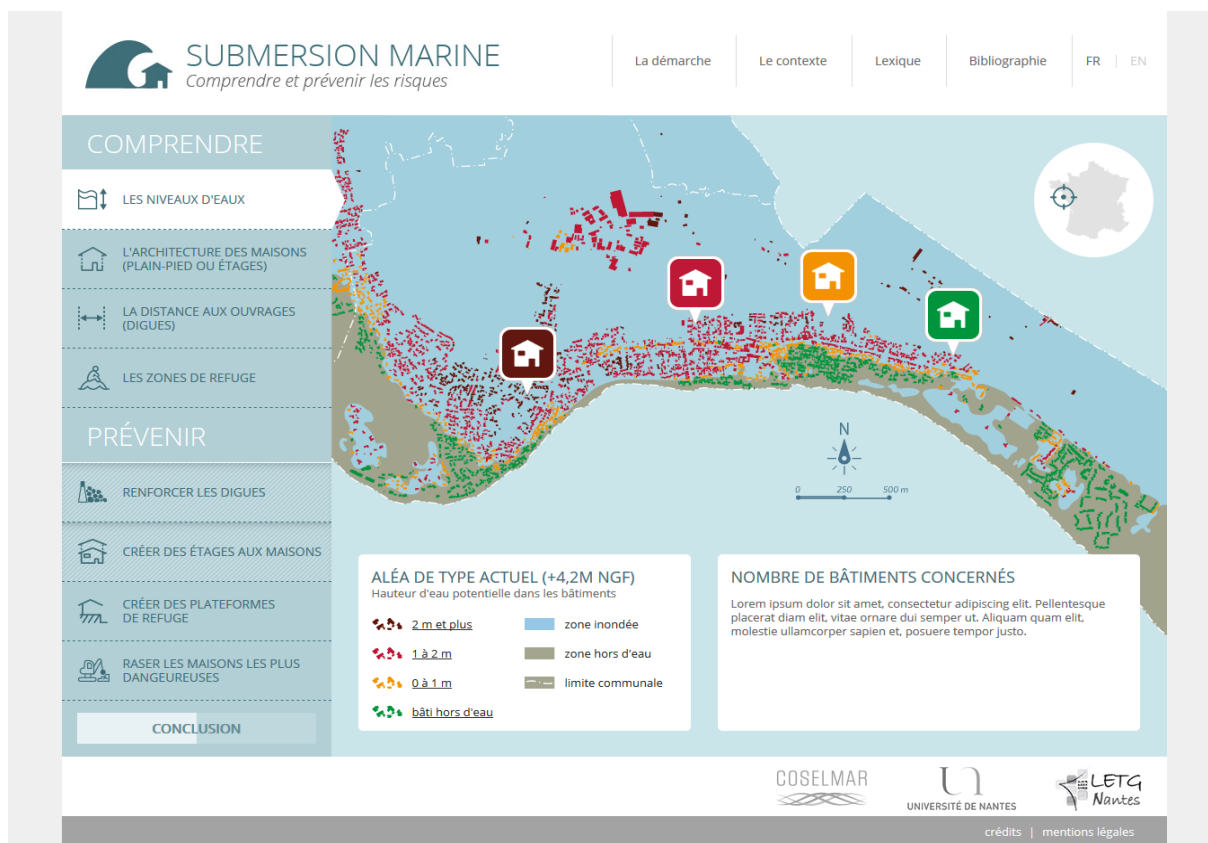 SUBMERSION MARINE
Comprendre et prévenir les risques
La démarche
Le contexte
Lexique
Bibliographie
FR | EN
COMPRENDRE
LES NIVEAUX D'EAUX
L'ARCHITECTURE DES MAISONS
(PLAIN-PIED OU ÉTAGES)
LA DISTANCE AUX OUVRAGES
(DIGUES)
LES ZONES DE REFUGE
PRÉVENIR
RENFORCER LES DIGUES
CRÉER DES ÉTAGES AUX MAISONS
CRÉER DES PLATEFORMES
DE REFUGE
RASER LES MAISONS LES PLUS
DANGEUREUSES
CONCLUSION
N
0 250 500 m
ALÉA DE TYPE ACTUEL (+4,2M NGF)
Hauteur d'eau potentielle dans les bâtiments
2 m et plus
1 à 2 m
0 à 1 m
bâti hors d'eau
zone inondée
zone hors d'eau
limite communale
NOMBRE DE BÂTIMENTS CONCERNÉS
Lorem ipsum dolor sit amet, consectetur adipiscing elit. Pellentesque
placerat diam elit, vitae ornare dui semper ut. Aliquam quam elit,
molestie ullamcorper sapien et, posuere tempor justo.
COSELMAR
UNIVERSITÉ DE NANTES
LETG
Nantes
crédits | mentions légales